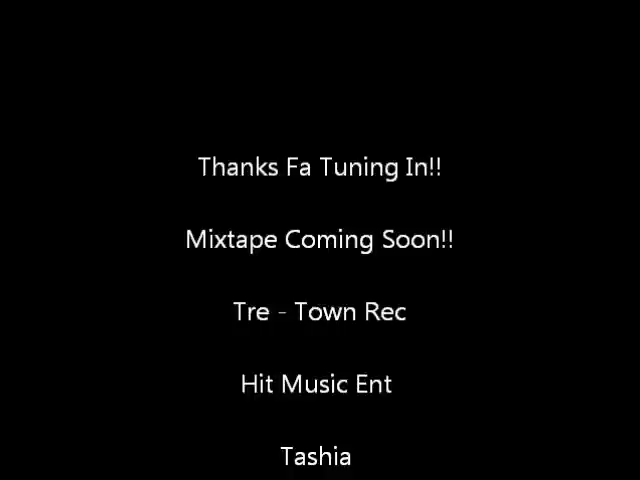 Thanks Fa Tuning In!!
Mixtape Coming Soon!!
Tre - Town Rec
Hit Music Ent
Tashia